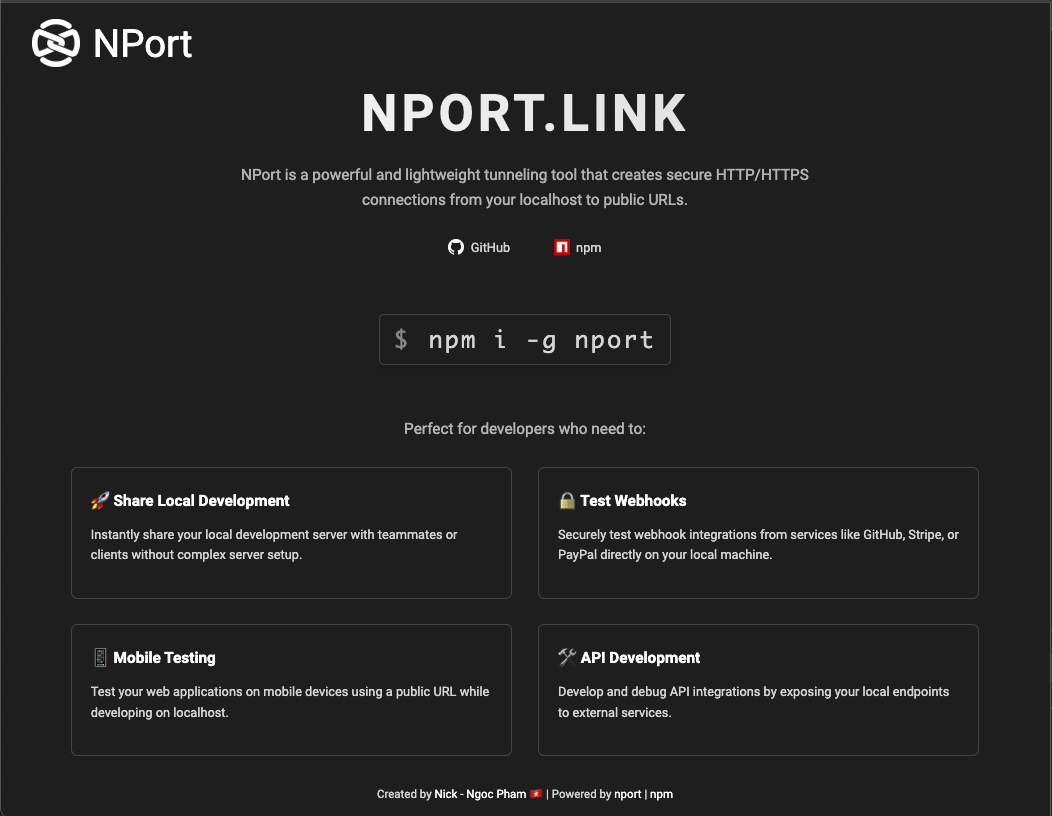 NPort
NPORT.LINK
NPort is a powerful and lightweight tunneling tool that creates secure HTTP/HTTPS
connections from your localhost to public URLs.
GitHub
npm
$ npm i -g nport
Perfect for developers who need to:
🚀 Share Local Development
Instantly share your local development server with teammates or
clients without complex server setup.
🔒 Test Webhooks
Securely test webhook integrations from services like GitHub, Stripe, or
PayPal directly on your local machine.
📱 Mobile Testing
Test your web applications on mobile devices using a public URL while
developing on localhost.
🛠️ API Development
Develop and debug API integrations by exposing your local endpoints
to external services.
Created by Nick - Ngoc Pham 🇻🇳 | Powered by nport | npm